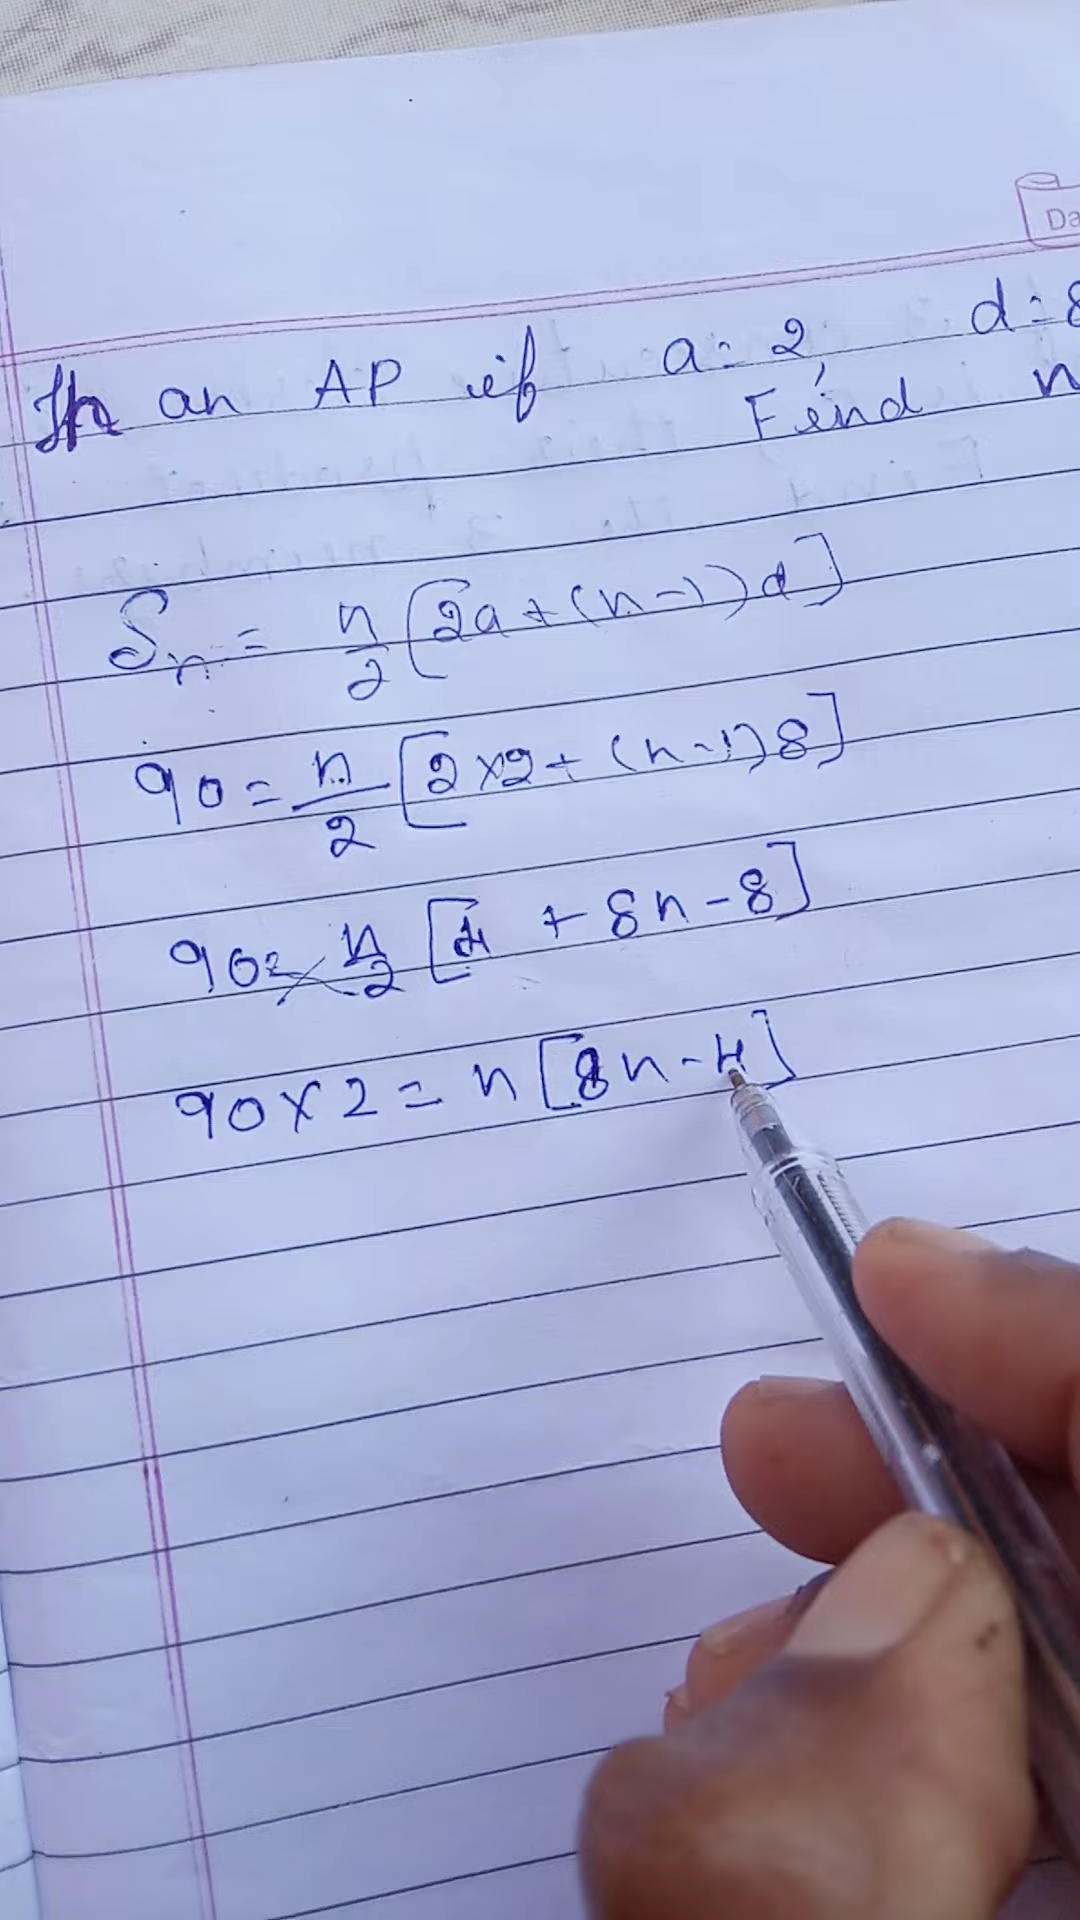 Da
In an AP if a = 2, d = 8
Find n
Sn = n/2 [2a + (n-1)d]
90 = n/2 [2×2 + (n-1)8]
90 = n/2 [4 + 8n - 8]
90 × 2 = n [8n - 4]